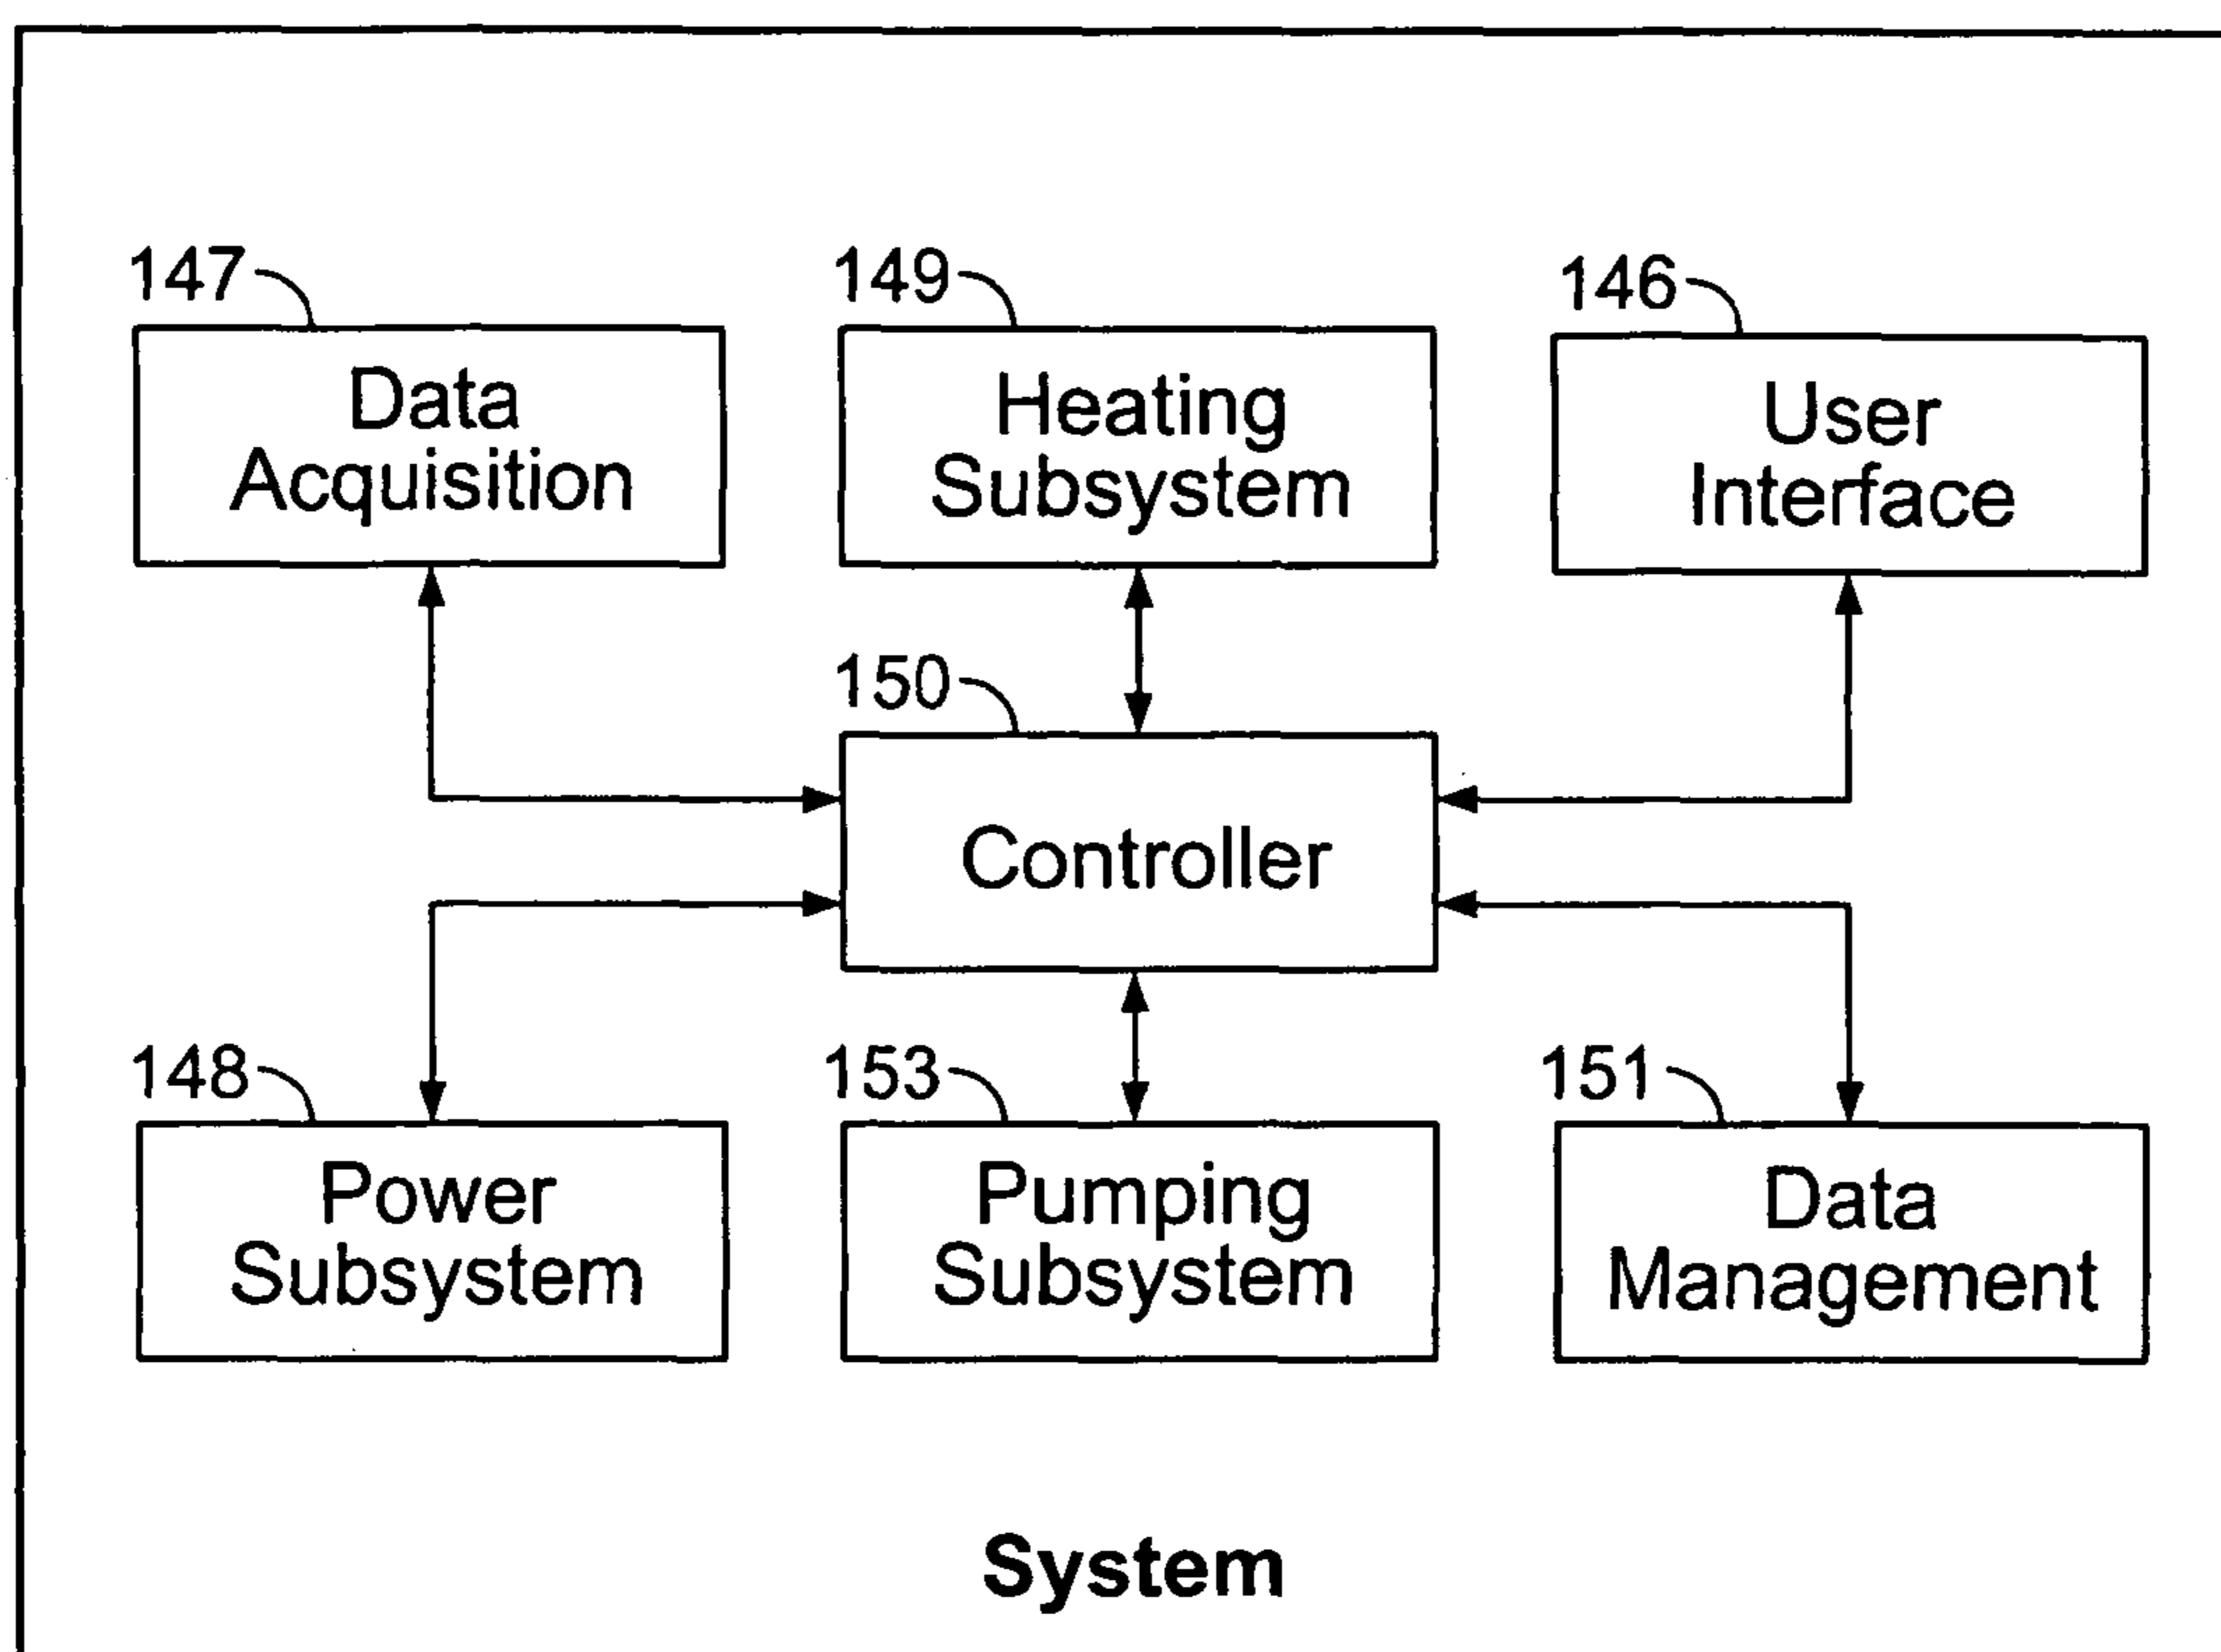 147
149
146
Data
Acquisition
Heating
Subsystem
User
Interface
150
Controller
148
153
151
Power
Subsystem
Pumping
Subsystem
Data
Management
System